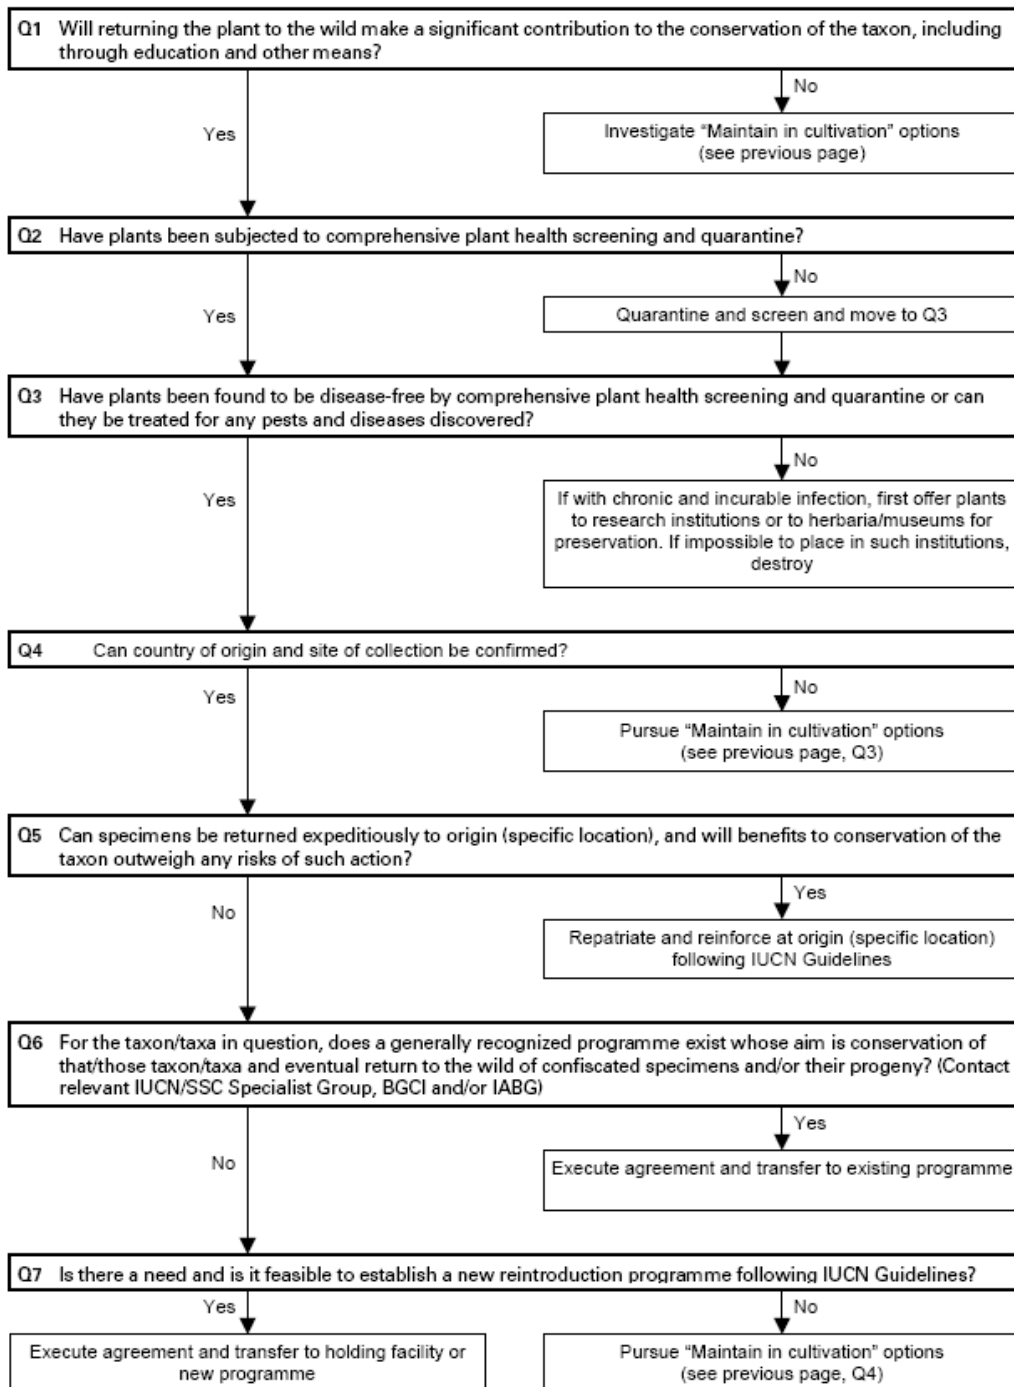 Q1 Will returning the plant to the wild make a significant contribution to the conservation of the taxon, including
through education and other means?
No
Yes
Investigate “Maintain in cultivation” options
(see previous page)
Q2 Have plants been subjected to comprehensive plant health screening and quarantine?
No
Yes
Quarantine and screen and move to Q3
Q3 Have plants been found to be disease-free by comprehensive plant health screening and quarantine or can
they be treated for any pests and diseases discovered?
No
Yes
If with chronic and incurable infection, first offer plants
to research institutions or to herbaria/museums for
preservation. If impossible to place in such institutions,
destroy
Q4 Can country of origin and site of collection be confirmed?
No
Yes
Pursue “Maintain in cultivation” options
(see previous page, Q3)
Q5 Can specimens be returned expeditiously to origin (specific location), and will benefits to conservation of the
taxon outweigh any risks of such action?
Yes
No
Repatriate and reinforce at origin (specific location)
following IUCN Guidelines
Q6 For the taxon/taxa in question, does a generally recognized programme exist whose aim is conservation of
that/those taxon/taxa and eventual return to the wild of confiscated specimens and/or their progeny? (Contact
relevant IUCN/SSC Specialist Group, BGCI and/or IABG)
Yes
No
Execute agreement and transfer to existing programme
Q7 Is there a need and is it feasible to establish a new reintroduction programme following IUCN Guidelines?
Yes
No
Execute agreement and transfer to holding facility or
new programme
Pursue “Maintain in cultivation” options
(see previous page, Q4)